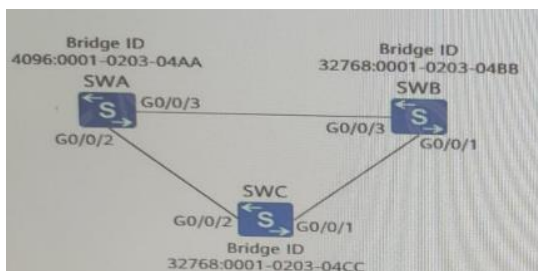 Bridge ID
4096:0001-0203-04AA
SWA
S
G0/0/3
G0/0/2
Bridge ID
32768:0001-0203-04BB
SWB
S
G0/0/3
G0/0/1
SWC
G0/0/2
S
G0/0/1
Bridge ID
32768:0001-0203-04CC